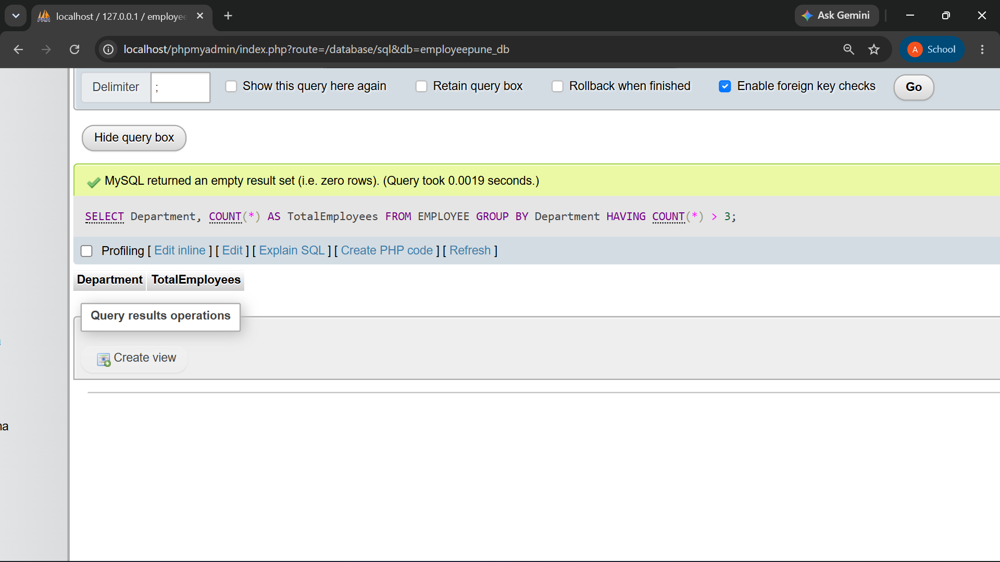 localhost / 127.0.0.1 / employee
Ask Gemini
localhost/phpmyadmin/index.php?route=/database/sql&db=employeepune_db
A School
Delimiter ; Show this query here again Retain query box Rollback when finished Enable foreign key checks Go
Hide query box
MySQL returned an empty result set (i.e. zero rows). (Query took 0.0019 seconds.)
SELECT Department, COUNT(*) AS TotalEmployees FROM EMPLOYEE GROUP BY Department HAVING COUNT(*) > 3;
Profiling [ Edit inline ] [ Edit ] [ Explain SQL ] [ Create PHP code ] [ Refresh ]
Department TotalEmployees
Query results operations
Create view